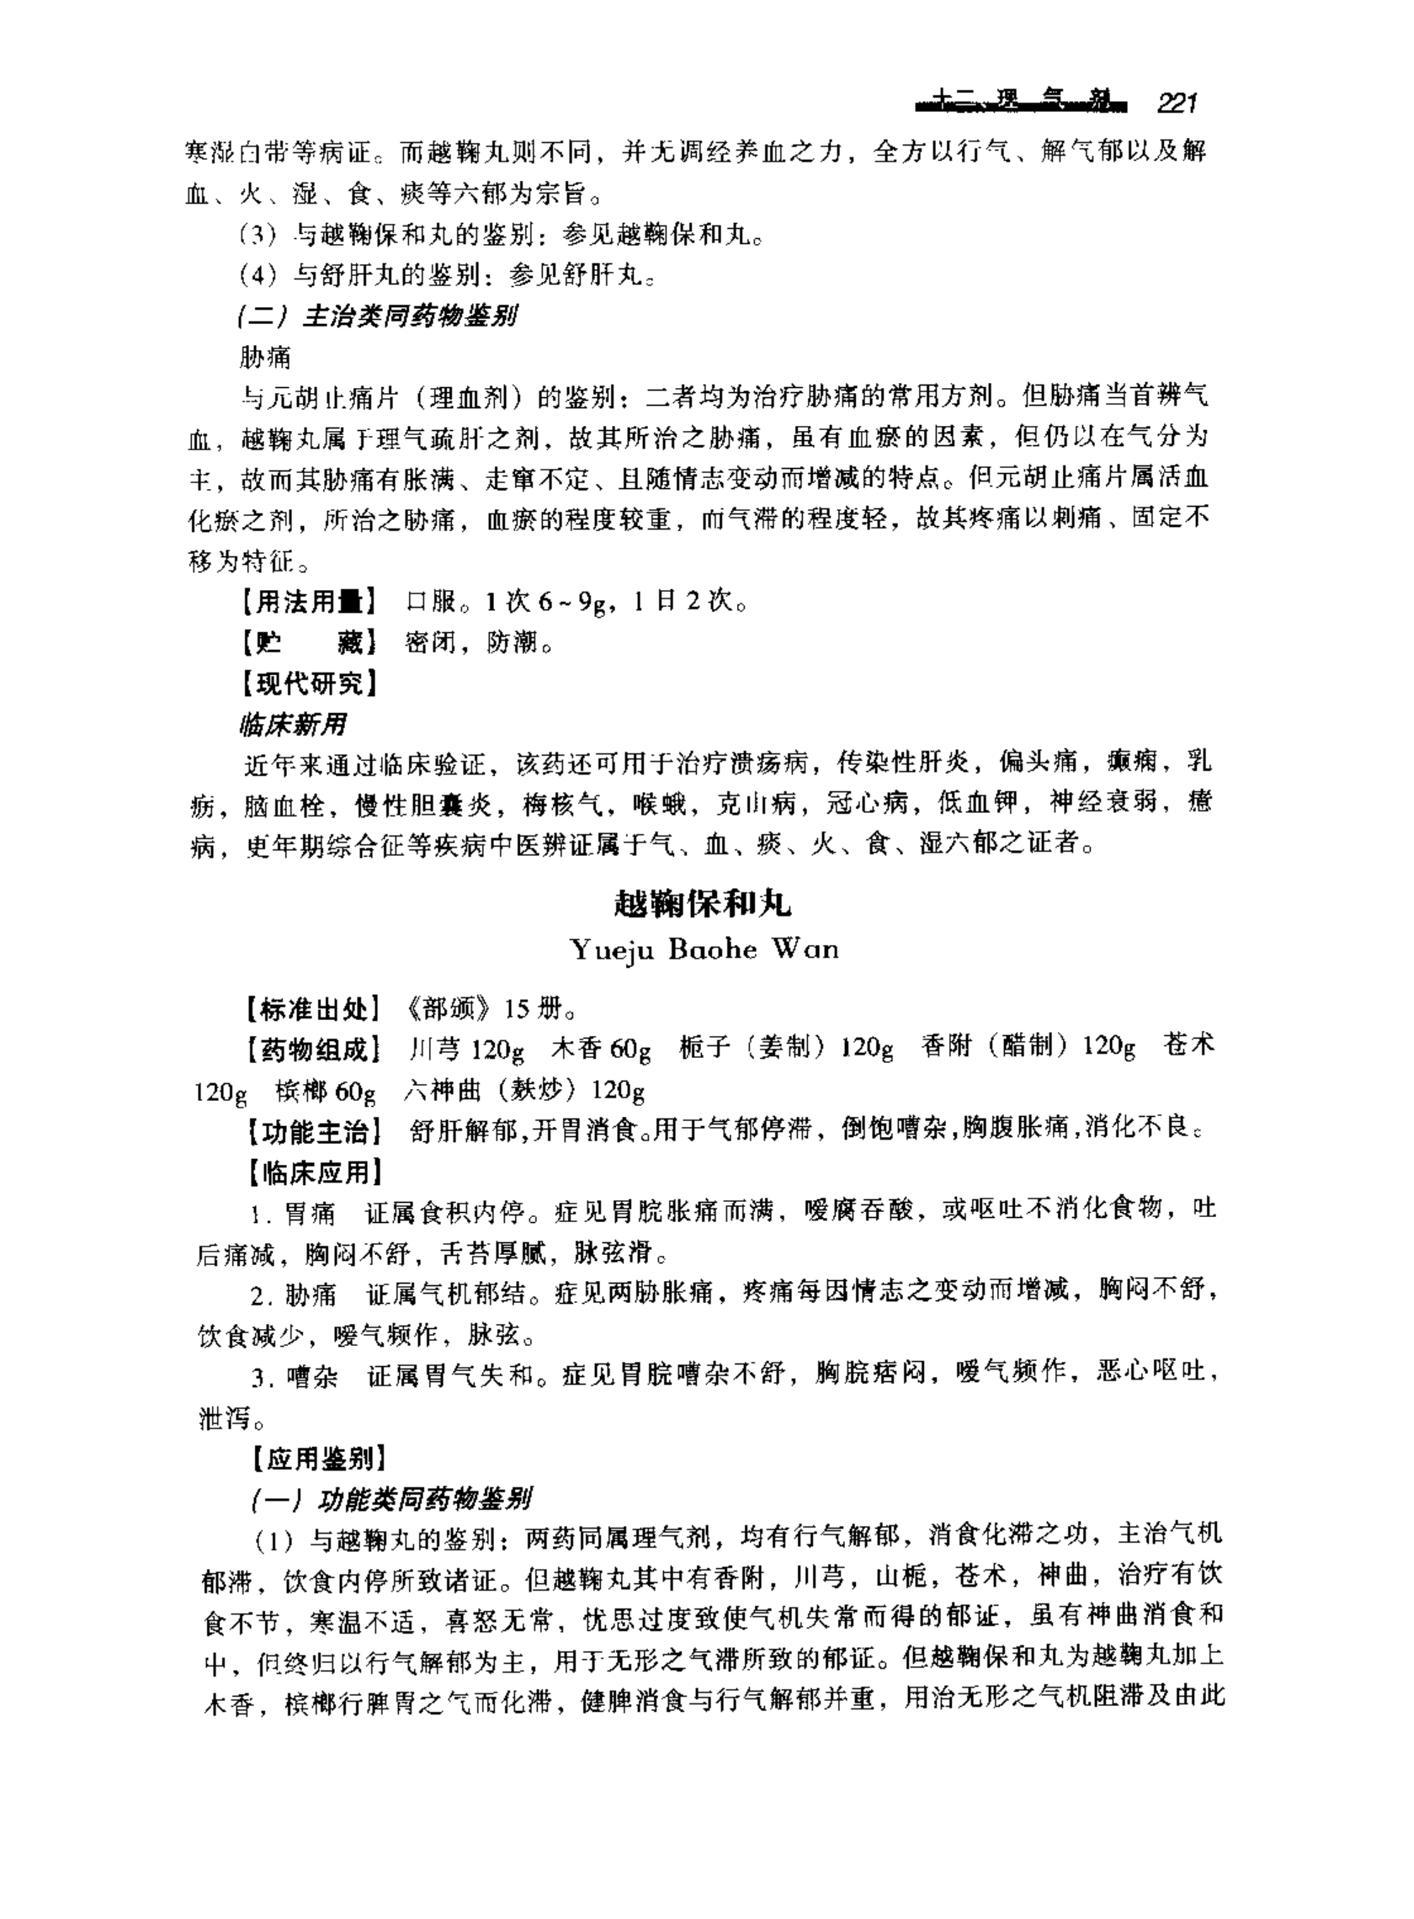 十二、理气剂 221
寒湿白带等病证。而越鞠丸则不同，并无调经养血之力，全方以行气、解气郁以及解
血、火、湿、食、痰等六郁为宗旨。
（3）与越鞠保和丸的鉴别：参见越鞠保和丸。
（4）与舒肝丸的鉴别：参见舒肝丸。
（二）主治类同药物鉴别
胁痛
与元胡止痛片（理血剂）的鉴别：二者均为治疗胁痛的常用方剂。但胁痛当首辨气
血，越鞠丸属于理气疏肝之剂，故其所治之胁痛，虽有血瘀的因素，但仍以在气分为
主，故而其胁痛有胀满、走窜不定、且随情志变动而增减的特点。但元胡止痛片属活血
化瘀之剂，所治之胁痛，血瘀的程度较重，而气滞的程度轻，故其疼痛以刺痛、固定不
移为特征。
【用法用量】 口服。1次6~9g，1日2次。
【贮　　藏】 密闭，防潮。
【现代研究】
临床新用
近年来通过临床验证，该药还可用于治疗溃疡病，传染性肝炎，偏头痛，癫痫，乳
疬，脑血栓，慢性胆囊炎，梅核气，喉蛾，克山病，冠心病，低血钾，神经衰弱，癔
病，更年期综合征等疾病中医辨证属于气、血、痰、火、食、湿六郁之证者。
越鞠保和丸
Yueju Baohe Wan
【标准出处】《部颁》15册。
【药物组成】 川芎120g 木香60g 栀子（姜制）120g 香附（醋制）120g 苍术
120g 槟榔60g 六神曲（麸炒）120g
【功能主治】 舒肝解郁,开胃消食。用于气郁停滞，倒饱嘈杂,胸腹胀痛,消化不良。
【临床应用】
1. 胃痛 证属食积内停。症见胃脘胀痛而满，嗳腐吞酸，或呕吐不消化食物，吐
后痛减，胸闷不舒，舌苔厚腻，脉弦滑。
2. 胁痛 证属气机郁结。症见两胁胀痛，疼痛每因情志之变动而增减，胸闷不舒，
饮食减少，嗳气频作，脉弦。
3. 嘈杂 证属胃气失和。症见胃脘嘈杂不舒，胸脘痞闷，嗳气频作，恶心呕吐，
泄泻。
【应用鉴别】
（一）功能类同药物鉴别
（1）与越鞠丸的鉴别：两药同属理气剂，均有行气解郁，消食化滞之功，主治气机
郁滞，饮食内停所致诸证。但越鞠丸其中有香附，川芎，山栀，苍术，神曲，治疗有饮
食不节，寒温不适，喜怒无常，忧思过度致使气机失常而得的郁证，虽有神曲消食和
中，但终归以行气解郁为主，用于无形之气滞所致的郁证。但越鞠保和丸为越鞠丸加上
木香，槟榔行脾胃之气而化滞，健脾消食与行气解郁并重，用治无形之气机阻滞及由此